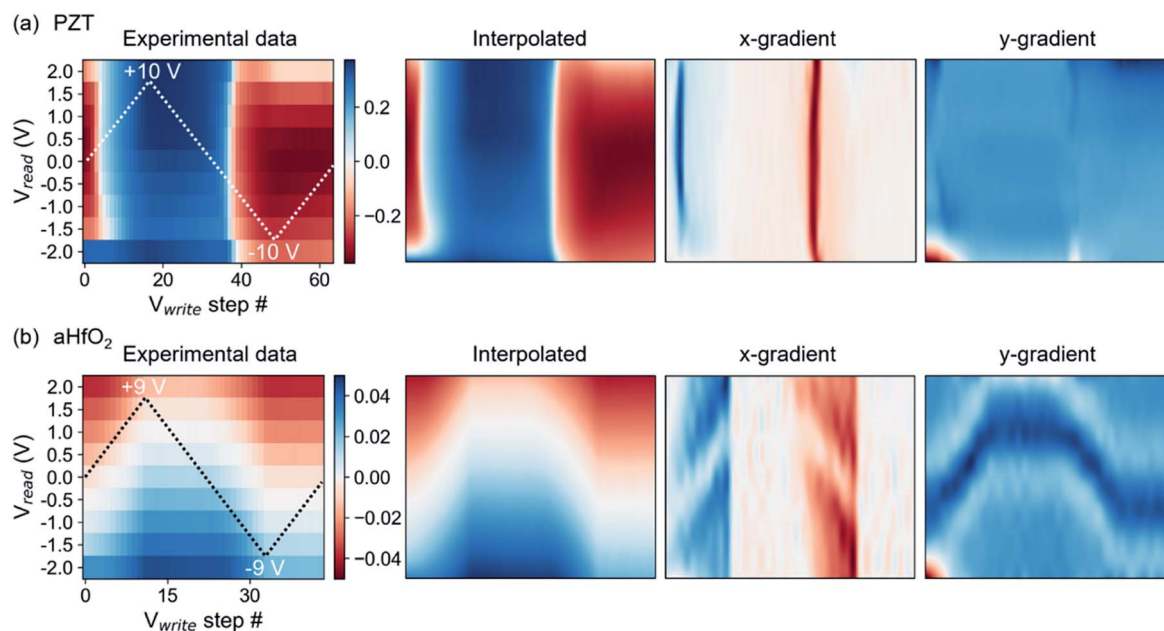 (a) PZT
Experimental data
Interpolated
x-gradient
y-gradient
+10 V
-10 V
2.0
1.5
1.0
0.5
0.0
-0.5
-1.0
-1.5
-2.0
V_read (V)
0 20 40 60
V_write step #
0.2
0.0
−0.2
(b) aHfO₂
Experimental data
Interpolated
x-gradient
y-gradient
+9 V
-9 V
2.0
1.5
1.0
0.5
0.0
-0.5
-1.0
-1.5
-2.0
V_read (V)
0 15 30
V_write step #
0.04
0.02
0.00
−0.02
−0.04